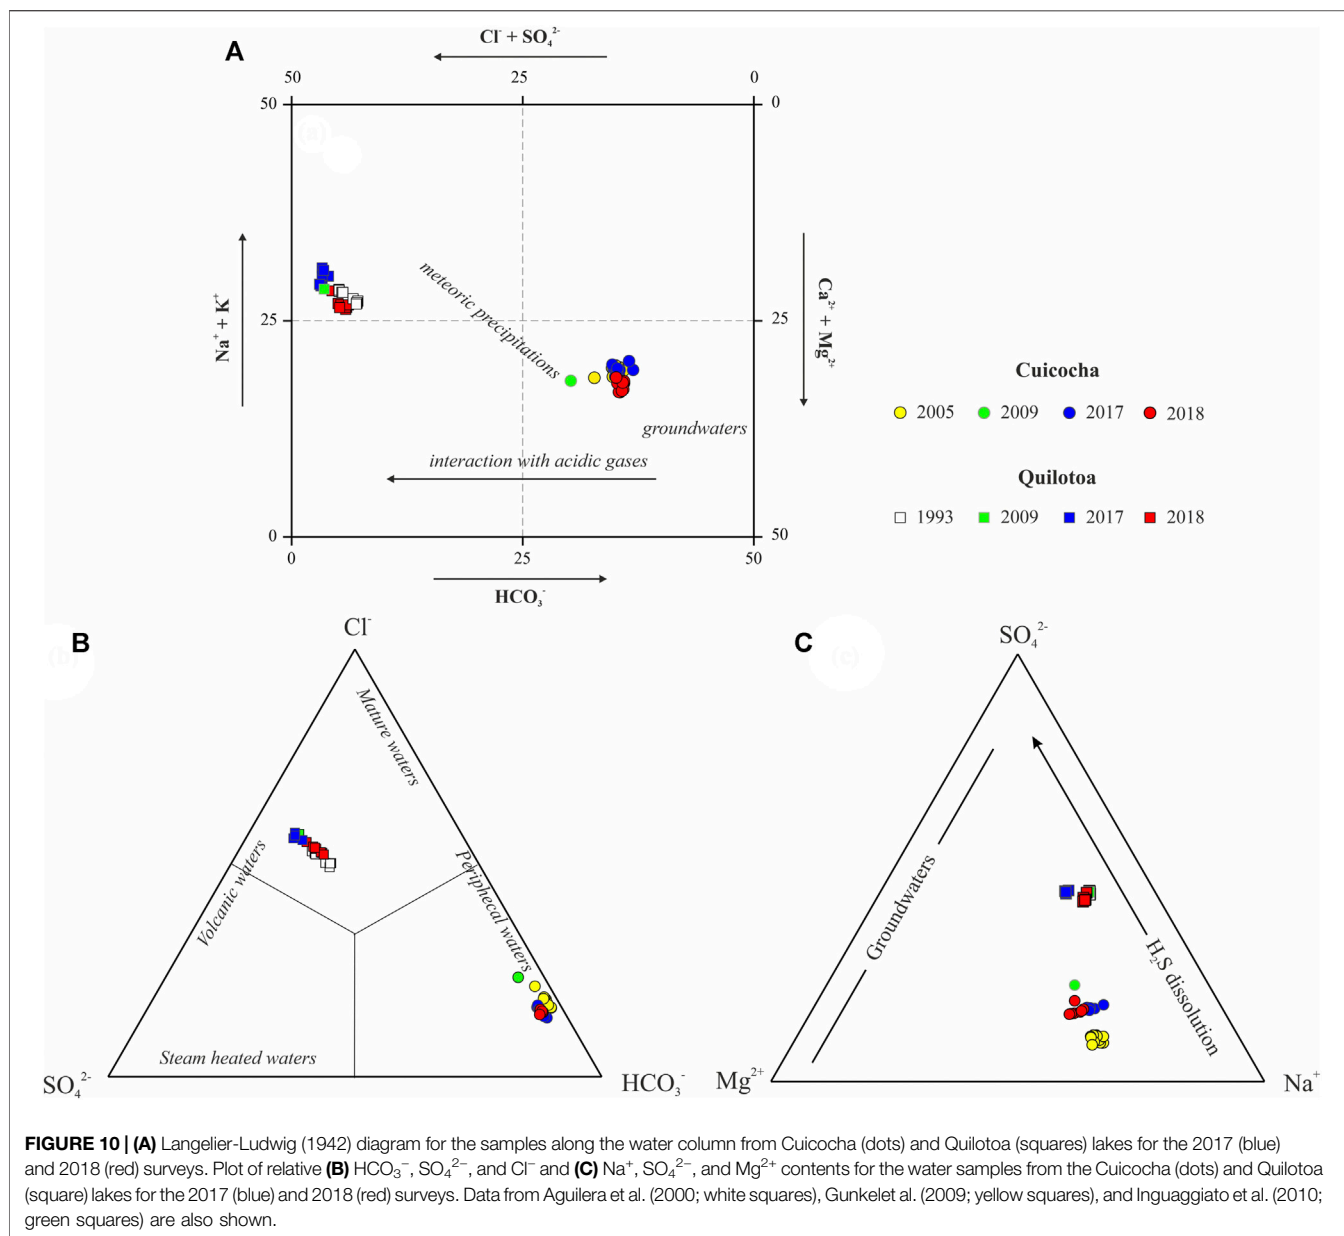 A
Cl⁻ + SO₄²⁻
50 25 0
50 0
(a)
Na⁺ + K⁺
meteoric precipitations
25 25
Ca²⁺ + Mg²⁺
groundwaters
interaction with acidic gases
0 50
0 25 50
HCO₃⁻
Cuicocha
2005 2009 2017 2018
Quilotoa
1993 2009 2017 2018
B
(b)
Cl⁻
Mature waters
Volcanic waters
Periphecal waters
Steam heated waters
SO₄²⁻ HCO₃⁻
C
(c)
SO₄²⁻
Groundwaters
H₂S dissolution
Mg²⁺ Na⁺
FIGURE 10 | (A) Langelier-Ludwig (1942) diagram for the samples along the water column from Cuicocha (dots) and Quilotoa (squares) lakes for the 2017 (blue)
and 2018 (red) surveys. Plot of relative (B) HCO₃⁻, SO₄²⁻, and Cl⁻ and (C) Na⁺, SO₄²⁻, and Mg²⁺ contents for the water samples from the Cuicocha (dots) and Quilotoa
(square) lakes for the 2017 (blue) and 2018 (red) surveys. Data from Aguilera et al. (2000; white squares), Gunkelet al. (2009; yellow squares), and Inguaggiato et al. (2010;
green squares) are also shown.